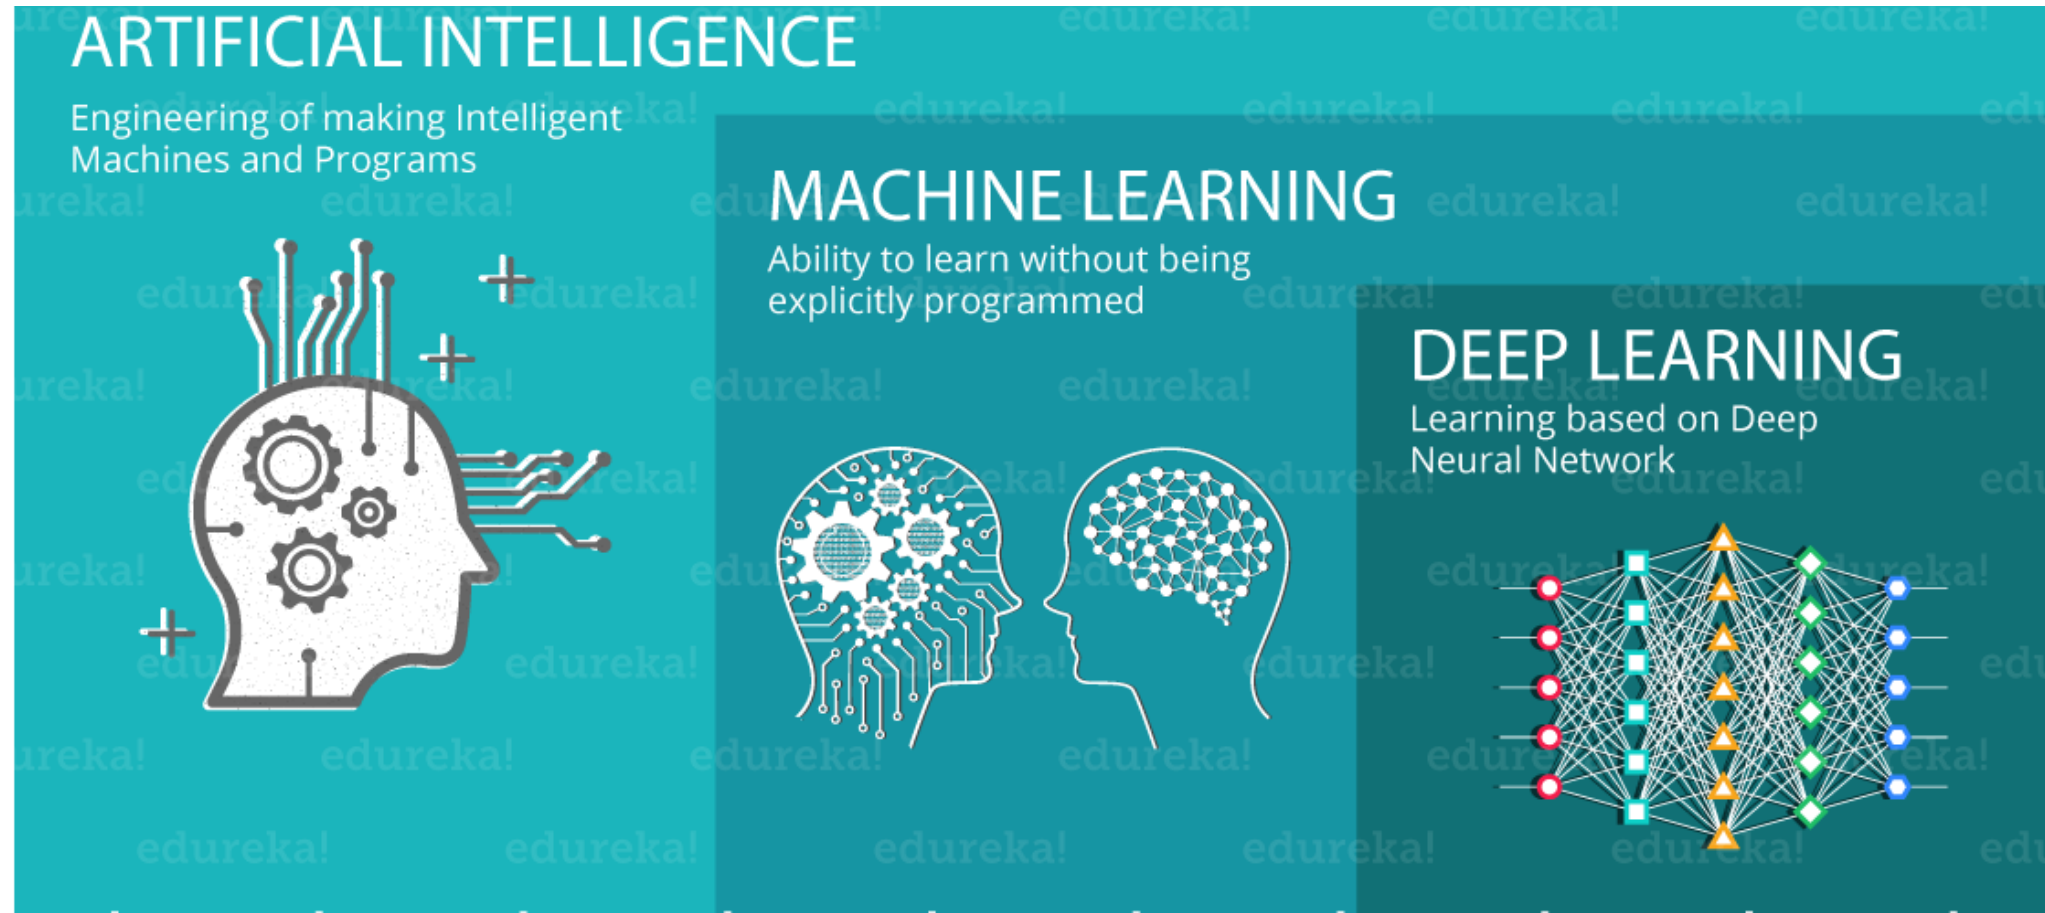 ARTIFICIAL INTELLIGENCE
Engineering of making Intelligent
Machines and Programs
MACHINE LEARNING
Ability to learn without being
explicitly programmed
DEEP LEARNING
Learning based on Deep
Neural Network
edureka!